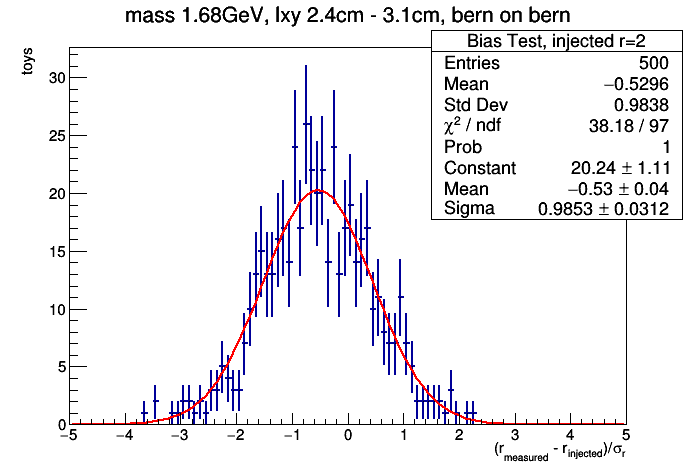 mass 1.68GeV, lxy 2.4cm - 3.1cm, bern on bern
Bias Test, injected r=2
Entries 500
Mean −0.5296
Std Dev 0.9838
χ² / ndf 38.18 / 97
Prob 1
Constant 20.24 ± 1.11
Mean −0.53 ± 0.04
Sigma 0.9853 ± 0.0312
toys
30
25
20
15
10
5
0
−5 −4 −3 −2 −1 0 1 2 3 4 5
(r_measured - r_injected)/σ_r